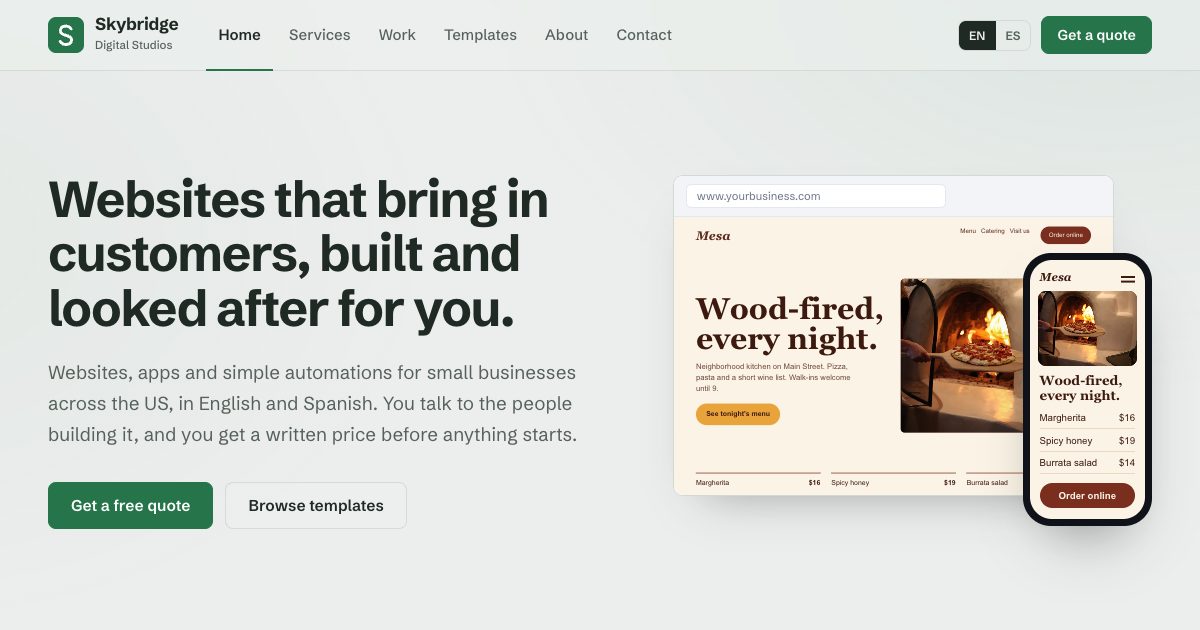 S
Skybridge
Digital Studios
Home
Services
Work
Templates
About
Contact
EN
ES
Get a quote
Websites that bring in
customers, built and
looked after for you.
Websites, apps and simple automations for small businesses
across the US, in English and Spanish. You talk to the people
building it, and you get a written price before anything starts.
Get a free quote
Browse templates
www.yourbusiness.com
Mesa
Menu
Catering
Visit us
Order online
Wood-fired,
every night.
Neighborhood kitchen on Main Street. Pizza,
pasta and a short wine list. Walk-ins welcome
until 9.
See tonight's menu
Margherita $16
Spicy honey $19
Burrata salad
Mesa
Wood-fired,
every night.
Margherita $16
Spicy honey $19
Burrata salad $14
Order online